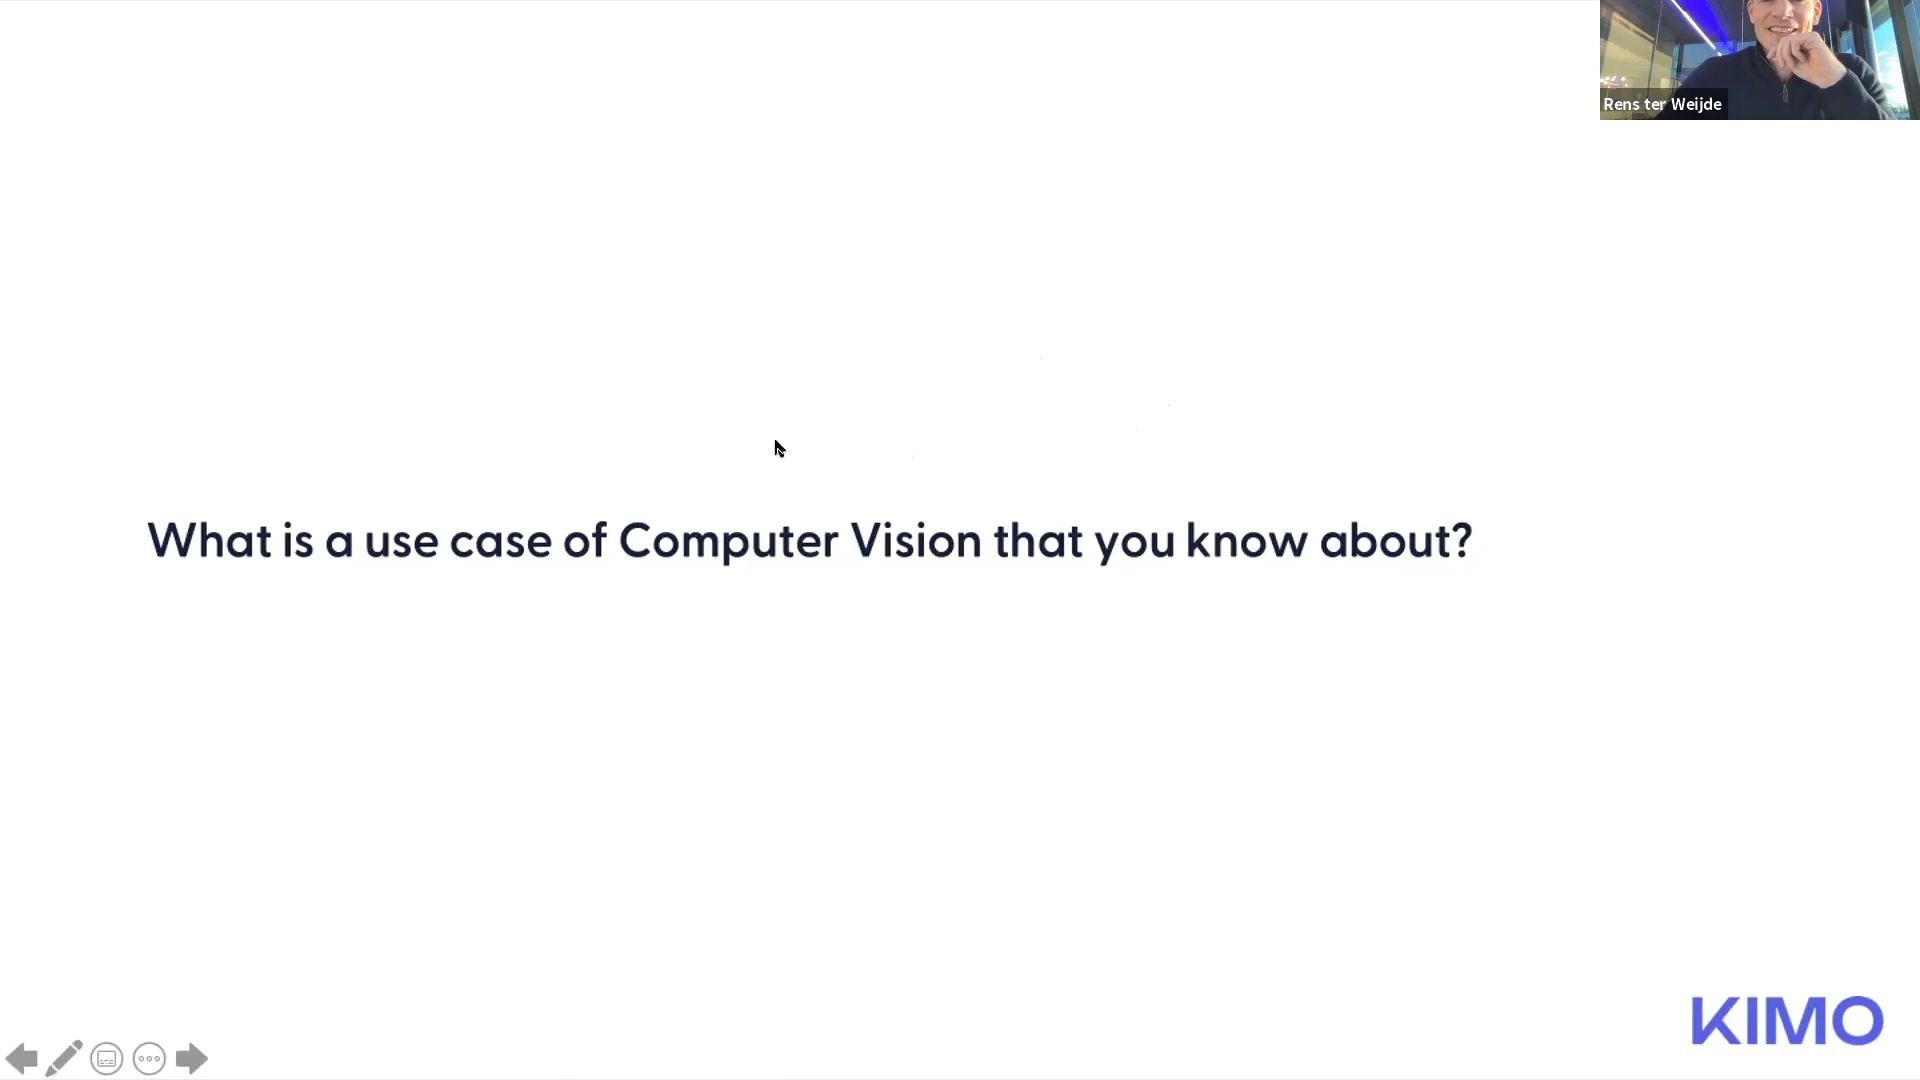 Rens ter Weijde
What is a use case of Computer Vision that you know about?
KIMO